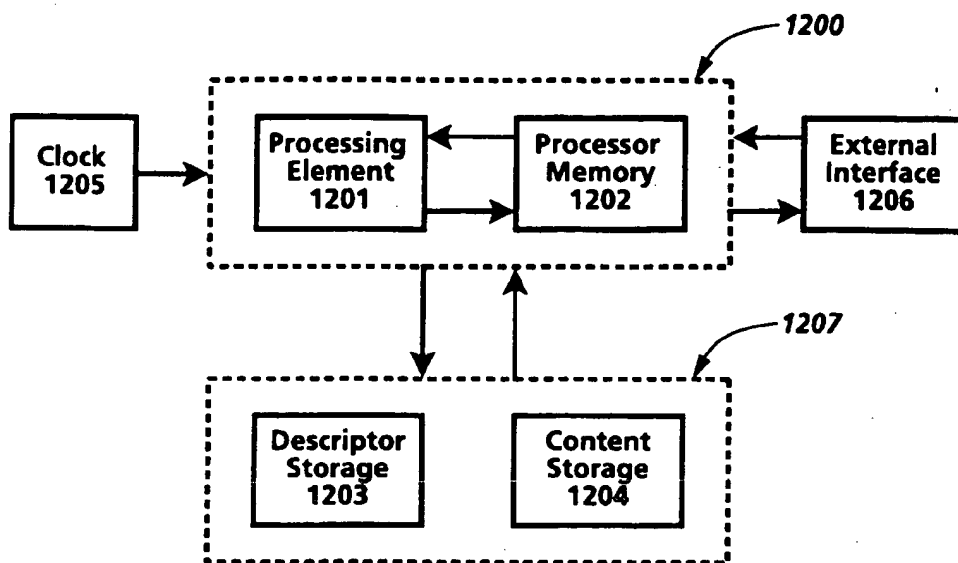 1200
Clock
1205
Processing
Element
1201
Processor
Memory
1202
External
Interface
1206
1207
Descriptor
Storage
1203
Content
Storage
1204